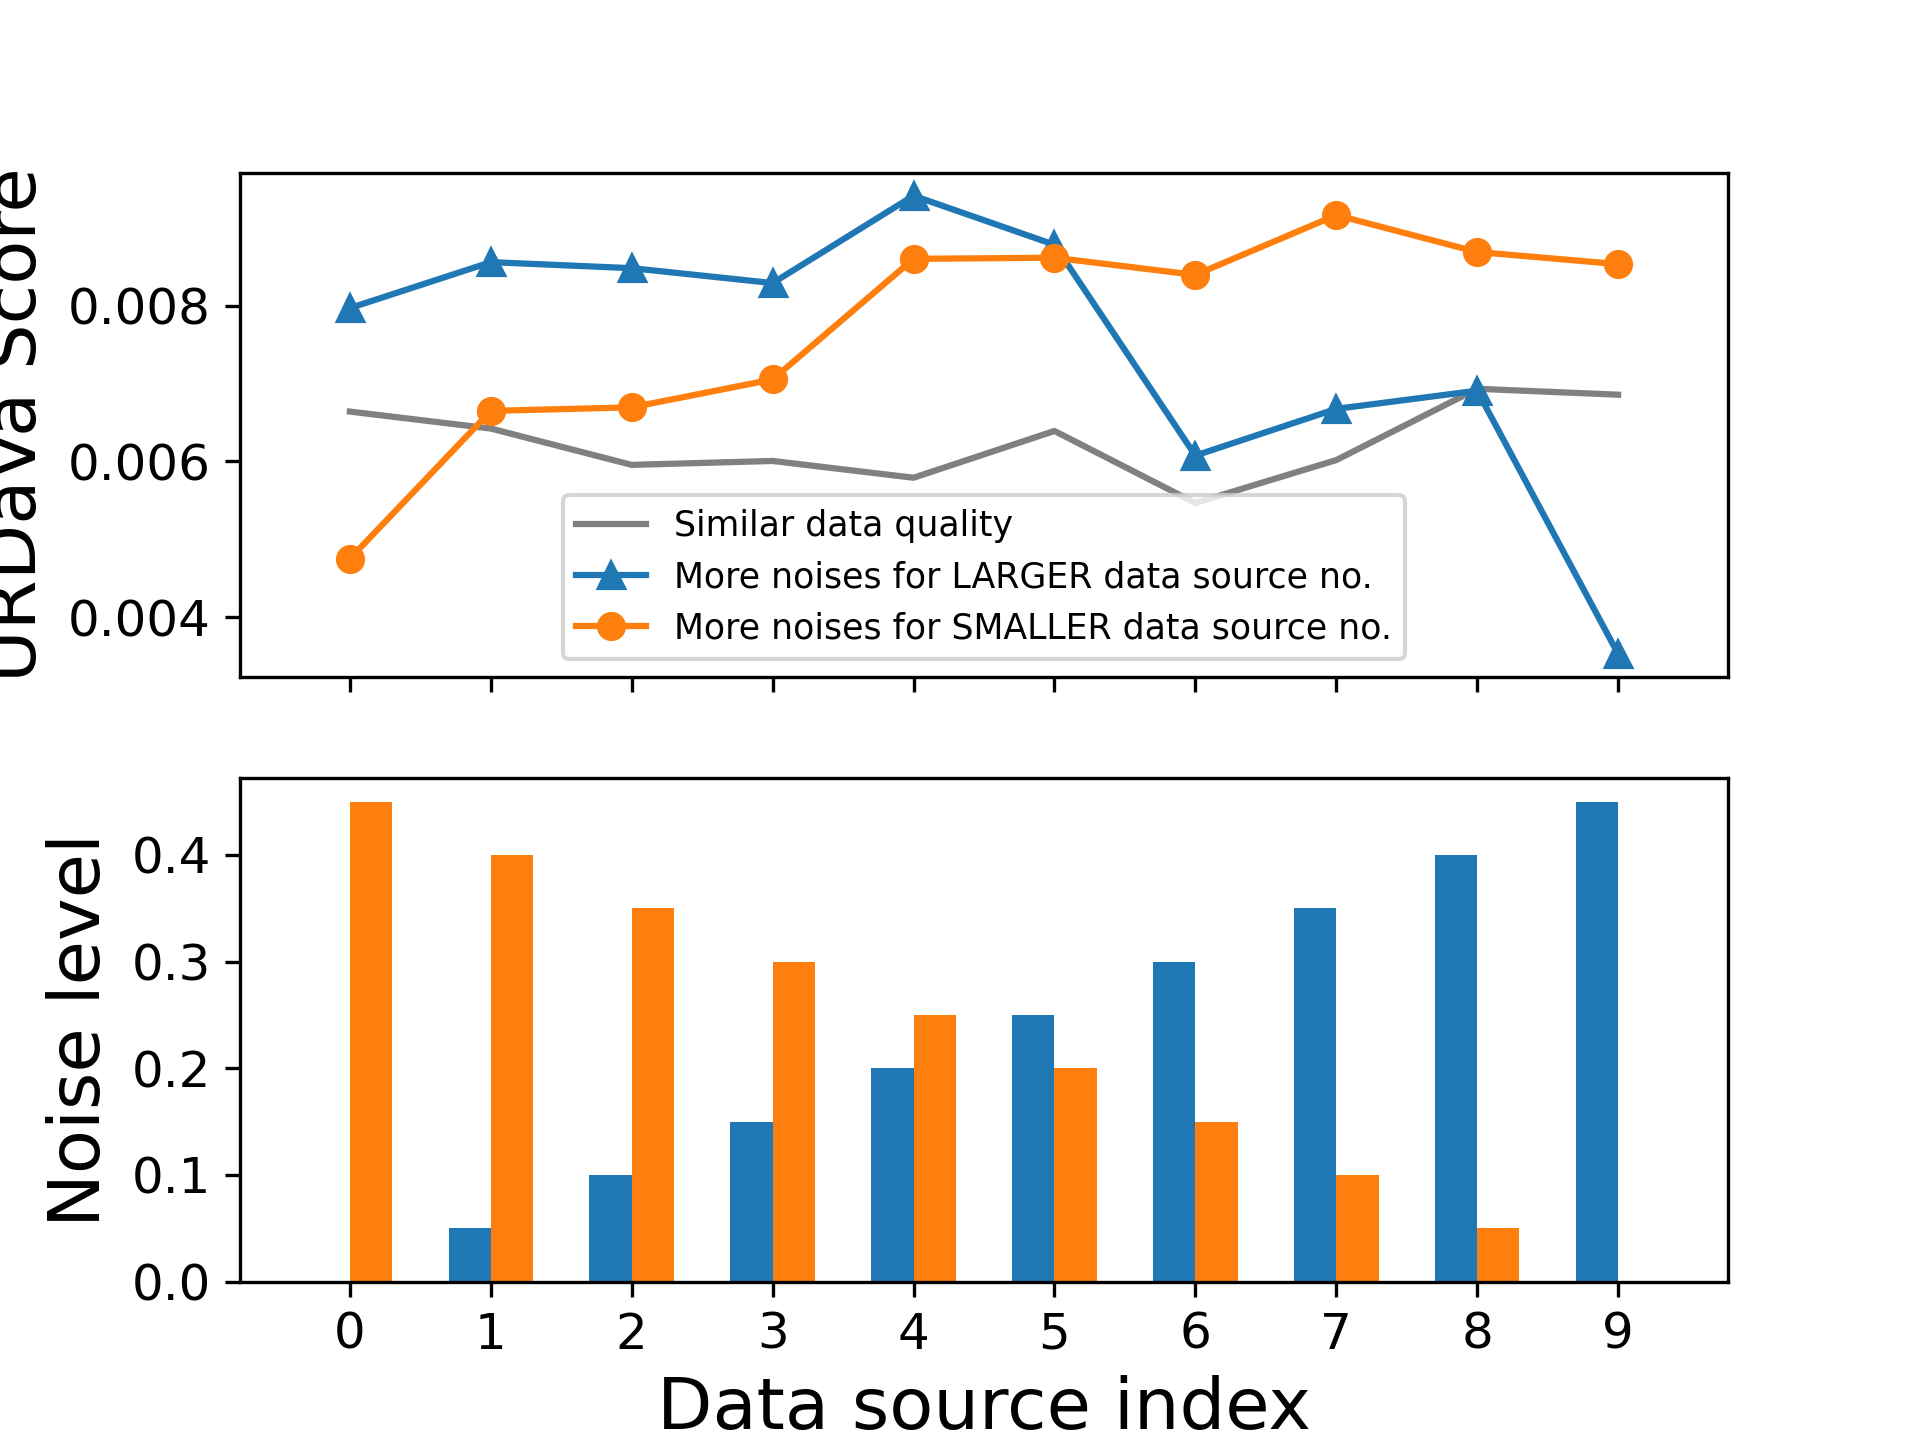 URDaVa Score
0.008
0.006
0.004
Similar data quality
More noises for LARGER data source no.
More noises for SMALLER data source no.
Noise level
0.4
0.3
0.2
0.1
0.0
0 1 2 3 4 5 6 7 8 9
Data source index